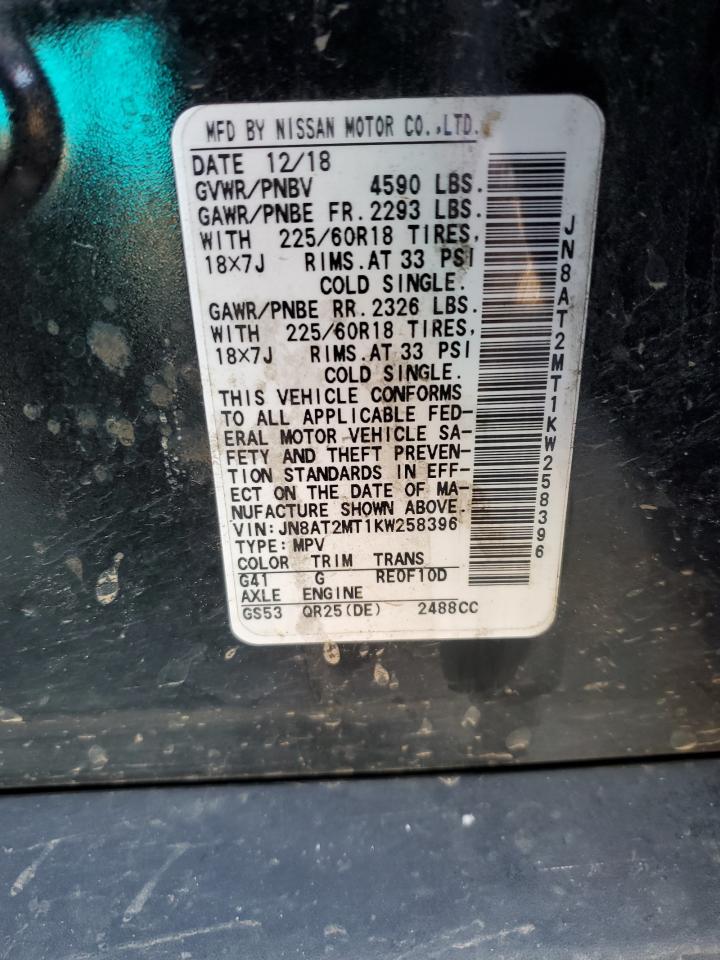 MFD BY NISSAN MOTOR CO.,LTD.
DATE 12/18
GVWR/PNBV 4590 LBS.
GAWR/PNBE FR.2293 LBS.
WITH 225/60R18 TIRES,
18X7J RIMS.AT 33 PSI
COLD SINGLE.
GAWR/PNBE RR.2326 LBS.
WITH 225/60R18 TIRES,
18X7J RIMS.AT 33 PSI
COLD SINGLE.
THIS VEHICLE CONFORMS
TO ALL APPLICABLE FED-
ERAL MOTOR VEHICLE SA-
FETY AND THEFT PREVEN-
TION STANDARDS IN EFF-
ECT ON THE DATE OF MA-
NUFACTURE SHOWN ABOVE.
VIN:JN8AT2MT1KW258396
TYPE:MPV
COLOR TRIM TRANS
G41 G RE0F10D
AXLE ENGINE
GS53 QR25(DE) 2488CC
JN8AT2MT1KW258396